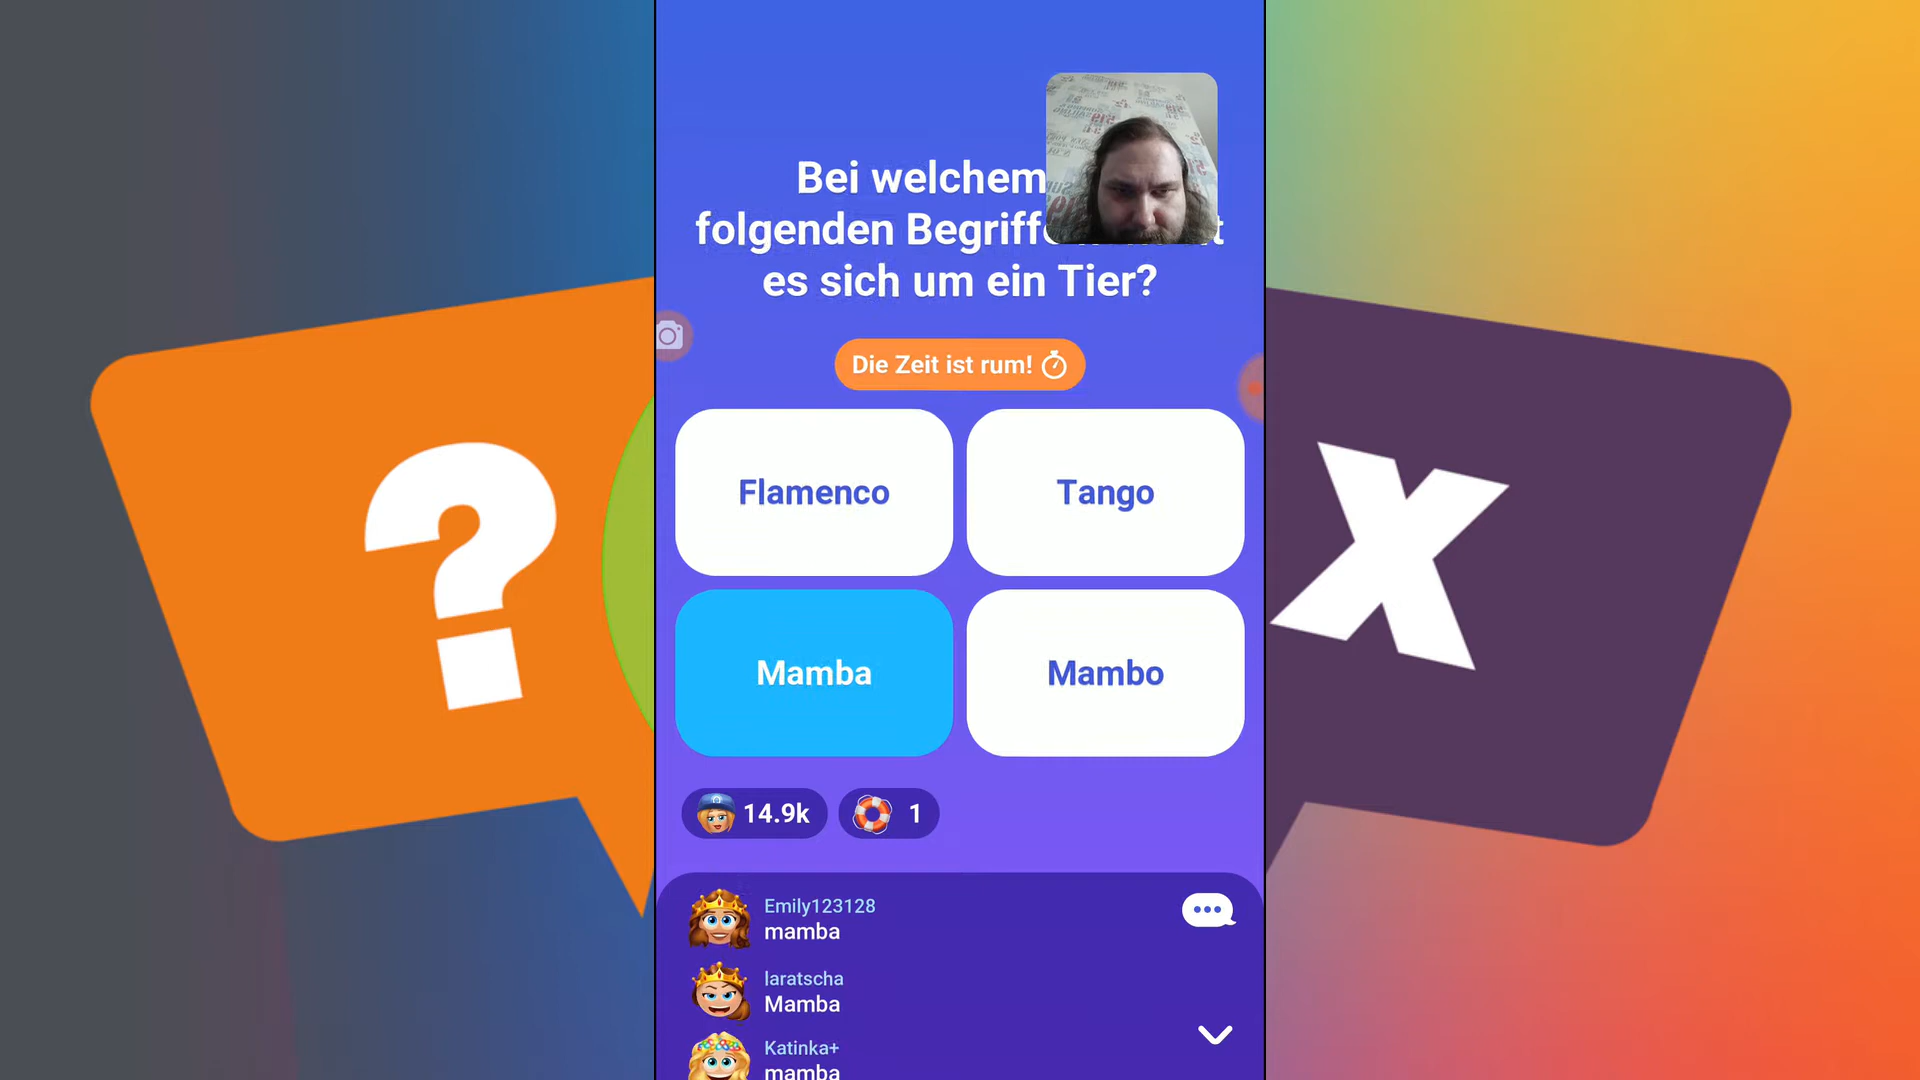 Bei welchem
folgenden Begriffe t
es sich um ein Tier?
Die Zeit ist rum!
Flamenco
Tango
Mamba
Mambo
14.9k
1
Emily123128
mamba
laratscha
Mamba
Katinka+
mamba
?
X